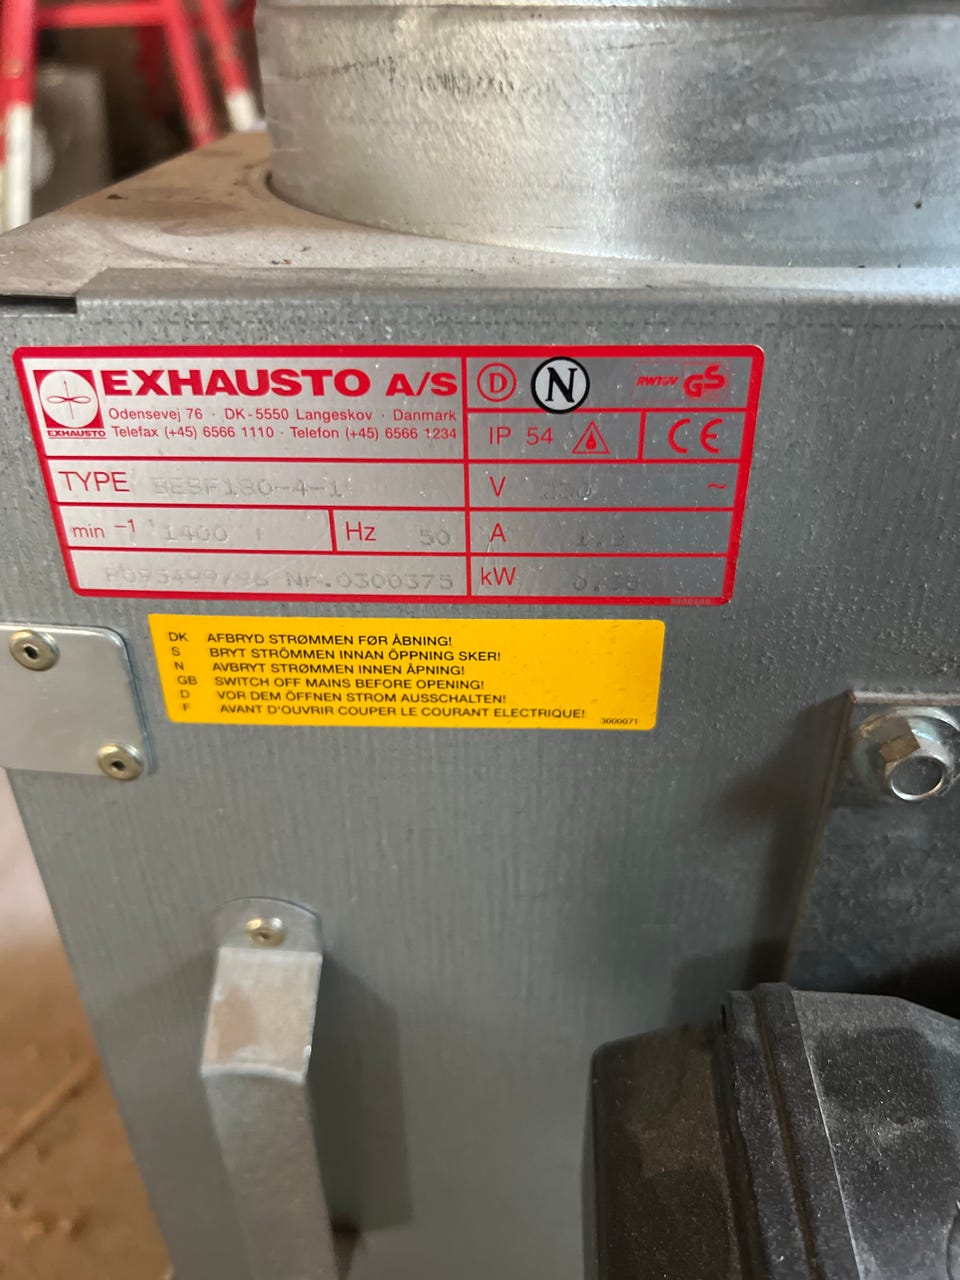 EXHAUSTO A/S
Odensevej 76 · DK-5550 Langeskov · Danmark
EXHAUSTO Telefax (+45) 6566 1110 · Telefon (+45) 6566 1234
D N RWTÜV GS
IP 54 CE
TYPE
V ~
min -1 1400 Hz 50
A
Nr.0300375
kW
DK AFBRYD STRØMMEN FØR ÅBNING!
S BRYT STRÖMMEN INNAN ÖPPNING SKER!
N AVBRYT STRØMMEN INNEN ÅPNING!
GB SWITCH OFF MAINS BEFORE OPENING!
D VOR DEM ÖFFNEN STROM AUSSCHALTEN!
F AVANT D'OUVRIR COUPER LE COURANT ELECTRIQUE!
3000071